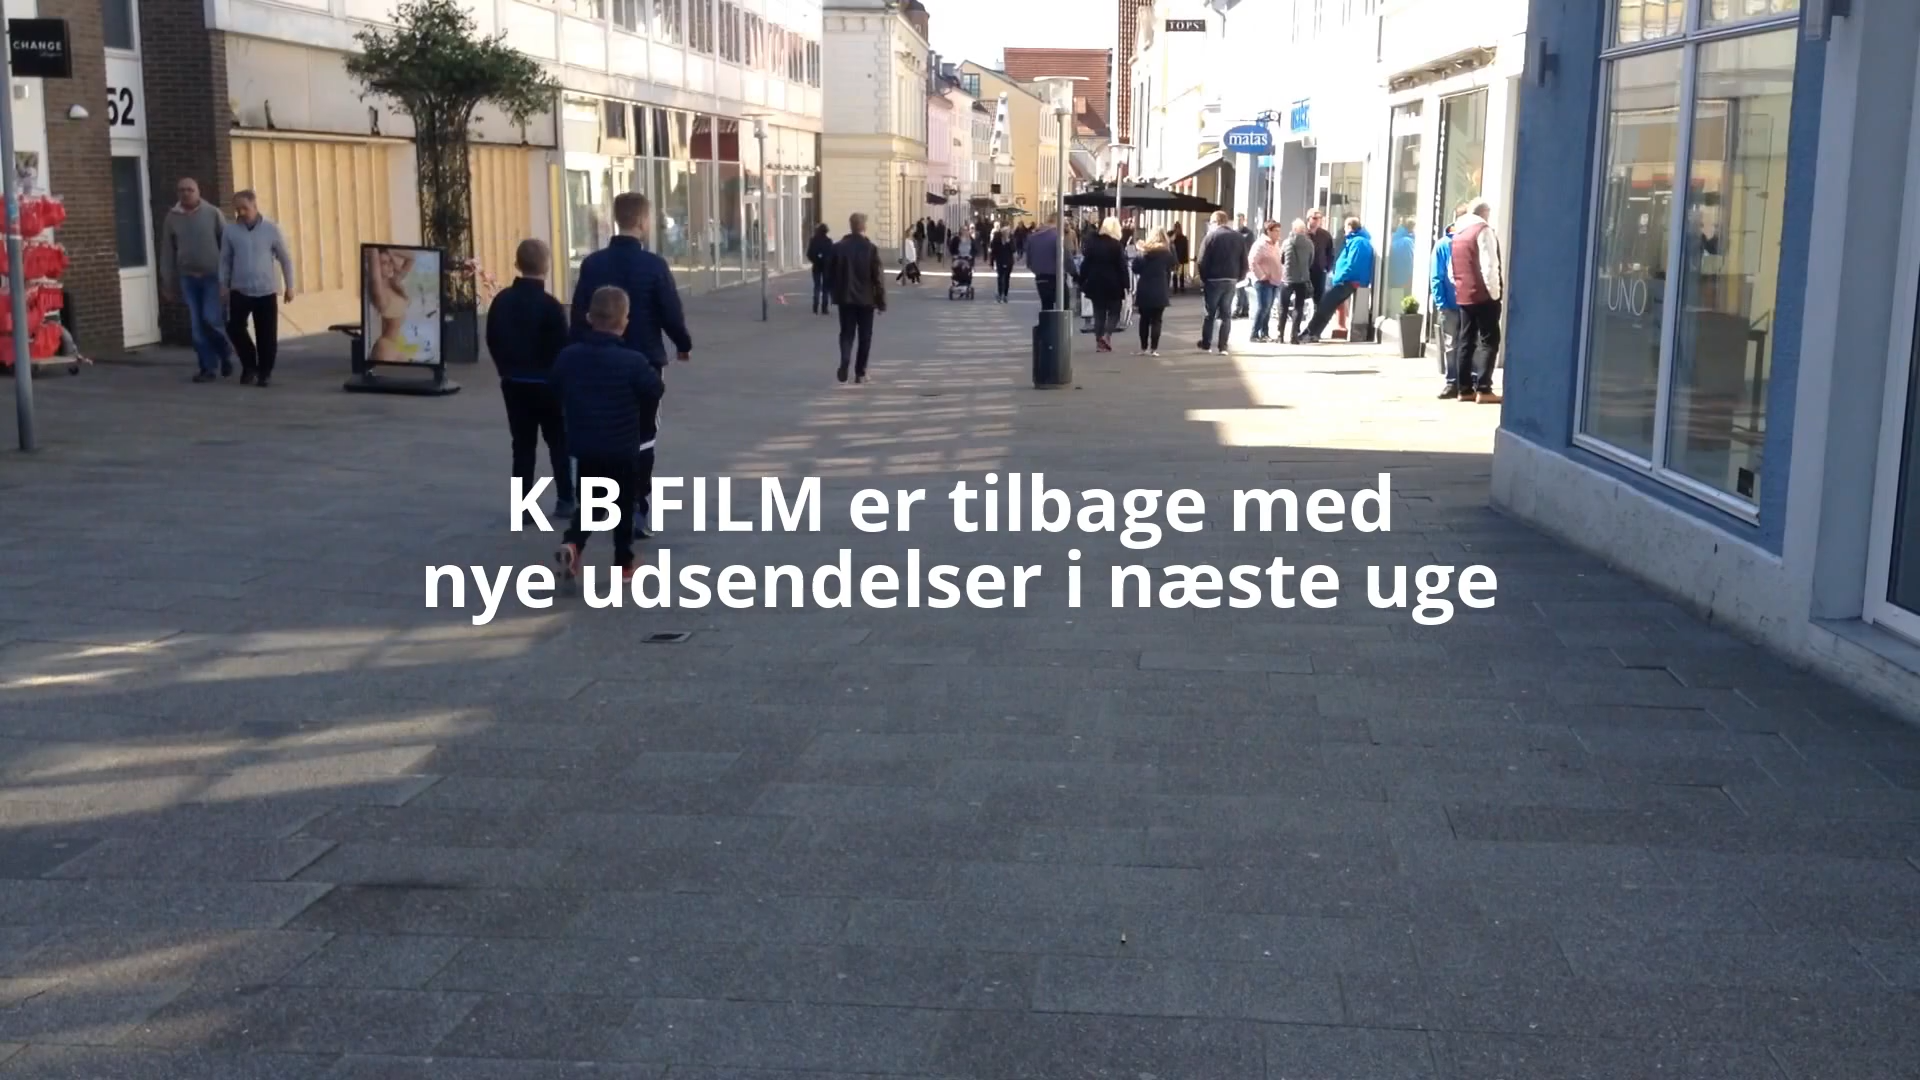 TOPS
CHANGE
52
matas
UNO
K B FILM er tilbage med
nye udsendelser i næste uge